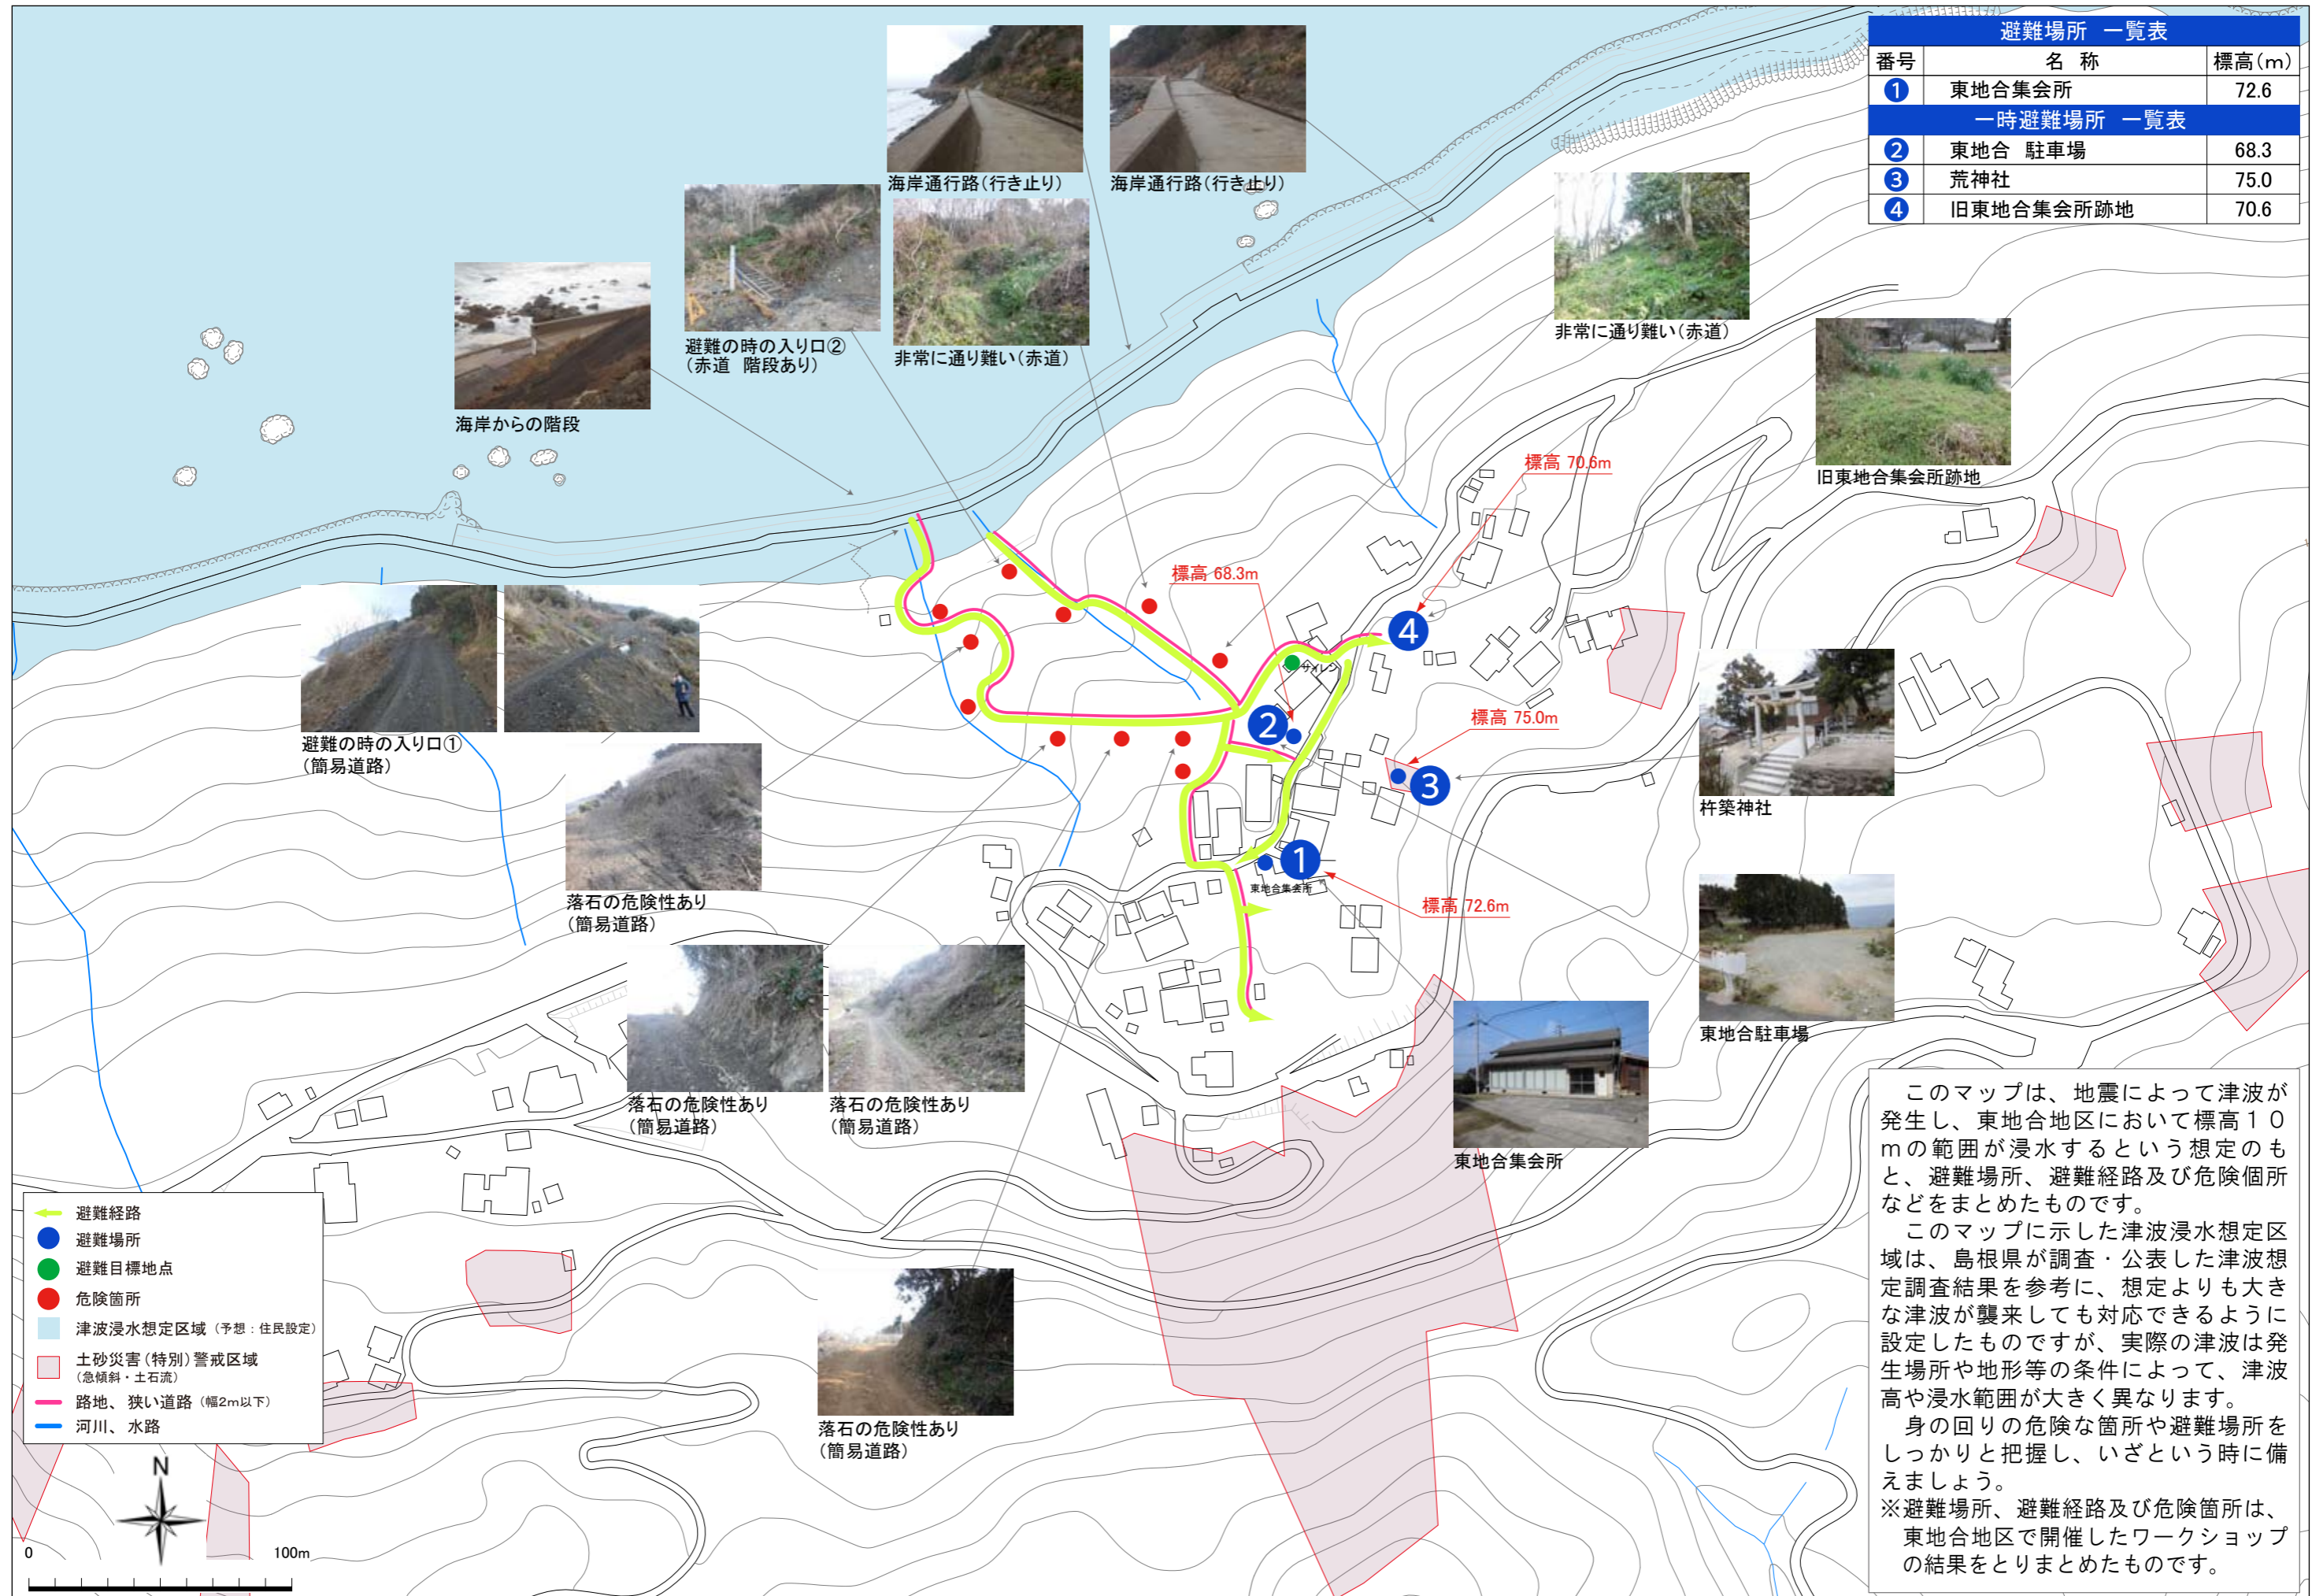 避難場所 一覧表
番号 名 称 標高(m)
1 東地合集会所 72.6
一時避難場所 一覧表
2 東地合 駐車場 68.3
3 荒神社 75.0
4 旧東地合集会所跡地 70.6
海岸通行路(行き止り)
海岸通行路(行き止り)
避難の時の入り口②
(赤道 階段あり)
非常に通り難い(赤道)
非常に通り難い(赤道)
海岸からの階段
旧東地合集会所跡地
標高 70.6m
標高 68.3m
4
サイレン
2
標高 75.0m
3
杵築神社
避難の時の入り口①
(簡易道路)
1
東地合集会所
標高 72.6m
落石の危険性あり
(簡易道路)
東地合駐車場
落石の危険性あり
(簡易道路)
落石の危険性あり
(簡易道路)
東地合集会所
落石の危険性あり
(簡易道路)
避難経路
避難場所
避難目標地点
危険箇所
津波浸水想定区域(予想:住民設定)
土砂災害(特別)警戒区域
(急傾斜・土石流)
路地、狭い道路(幅2m以下)
河川、水路
N
0 100m
このマップは、地震によって津波が
発生し、東地合地区において標高10
mの範囲が浸水するという想定のも
と、避難場所、避難経路及び危険個所
などをまとめたものです。
このマップに示した津波浸水想定区
域は、島根県が調査・公表した津波想
定調査結果を参考に、想定よりも大き
な津波が襲来しても対応できるように
設定したものですが、実際の津波は発
生場所や地形等の条件によって、津波
高や浸水範囲が大きく異なります。
身の回りの危険な箇所や避難場所を
しっかりと把握し、いざという時に備
えましょう。
※避難場所、避難経路及び危険箇所は、
東地合地区で開催したワークショップ
の結果をとりまとめたものです。